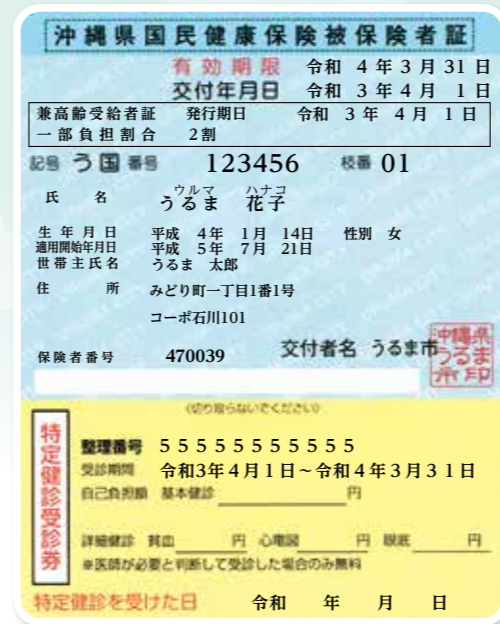 沖縄県国民健康保険被保険者証
有効期限 令和 4年3月31日
交付年月日 令和 3年4月 1日
兼高齢受給者証 発行期日 令和 3年 4月 1日
一部負担割合 2割
記号 う国 番号 123456 枝番 01
ウルマ ハナコ
氏名 うるま 花子
生年月日 平成 4年 1月 14日 性別 女
適用開始年月日 平成 5年 7月 21日
世帯主氏名 うるま 太郎
住所 みどり町一丁目1番1号
コーポ石川101
保険者番号 470039 交付者名 うるま市
沖縄県
うるま
市印
(切り取らないでください)
特定健診受診券
整理番号 55555555555
受診期間 令和3年4月1日~令和4年3月31日
自己負担額 基本健診 円
詳細健診 貧血 円 心電図 円 眼底 円
※医師が必要と判断して受診した場合のみ無料
特定健診を受けた日 令和 年 月 日